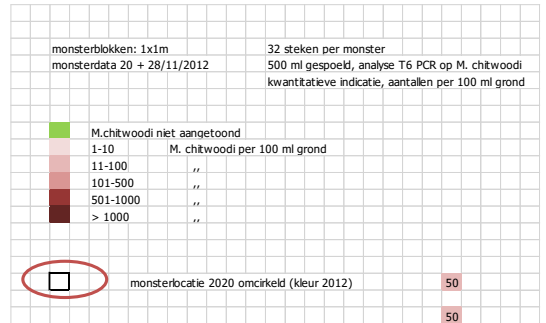 monsterblokken: 1x1m 32 steken per monster
monsterdata 20 + 28/11/2012 500 ml gespoeld, analyse T6 PCR op M. chitwoodi
kwantitatieve indicatie, aantallen per 100 ml grond
M.chitwoodi niet aangetoond
1-10 M. chitwoodi per 100 ml grond
11-100 ,,
101-500 ,,
501-1000 ,,
> 1000 ,,
monsterlocatie 2020 omcirkeld (kleur 2012) 50
50